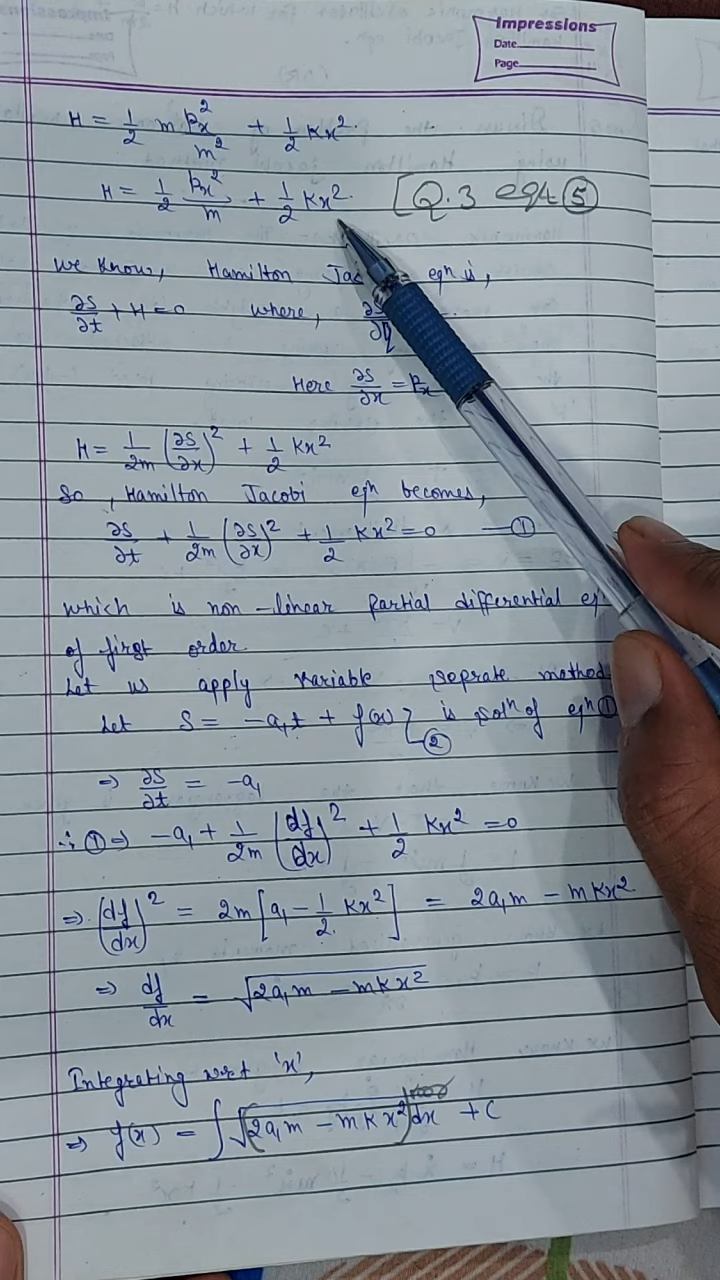 Impressions
Date
Page
H = 1/2 m Px²/m² + 1/2 Kx²
H = 1/2 Px²/m + 1/2 Kx² [Q.3 eqt ⑤
we know, Hamilton Jac eqn is,
∂S/∂t + H = 0 where, ∂S/∂q
Here ∂S/∂x = Px
H = 1/2m (∂S/∂x)² + 1/2 Kx²
So, Hamilton Jacobi eqn becomes,
∂S/∂t + 1/2m (∂S/∂x)² + 1/2 Kx² = 0 —①
which is non-linear partial differential eqn
of first order.
Let us apply variable seprate method
Let S = -a₁t + f(x) } is solⁿ of eqⁿ ①
②
⇒ ∂S/∂t = -a₁
∴ ① ⇒ -a₁ + 1/2m (df/dx)² + 1/2 Kx² = 0
⇒ (df/dx)² = 2m [a₁ - 1/2 Kx²] = 2a₁m - mKx²
⇒ df/dx = √(2a₁m - mKx²)
Integrating wrt 'x',
⇒ f(x) = ∫ √(2a₁m - mKx²) dx + C